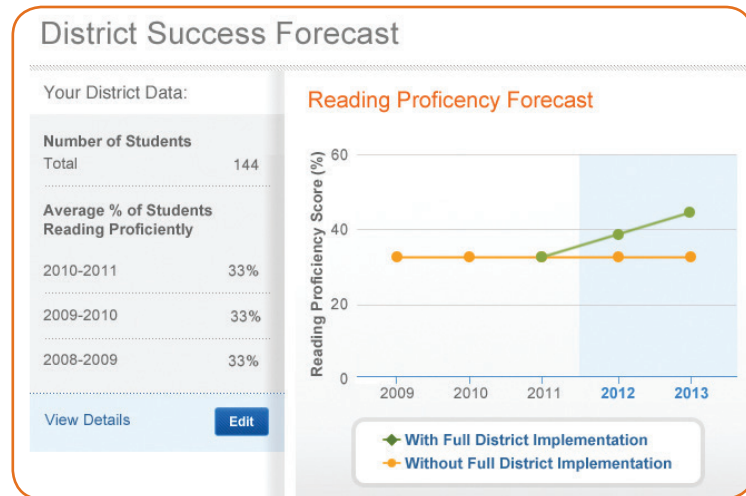 District Success Forecast
Your District Data:
Number of Students
Total 144
Average % of Students
Reading Proficiently
2010-2011 33%
2009-2010 33%
2008-2009 33%
View Details Edit
Reading Proficency Forecast
Reading Proficiency Score (%)
60
40
20
0
2009 2010 2011 2012 2013
With Full District Implementation
Without Full District Implementation